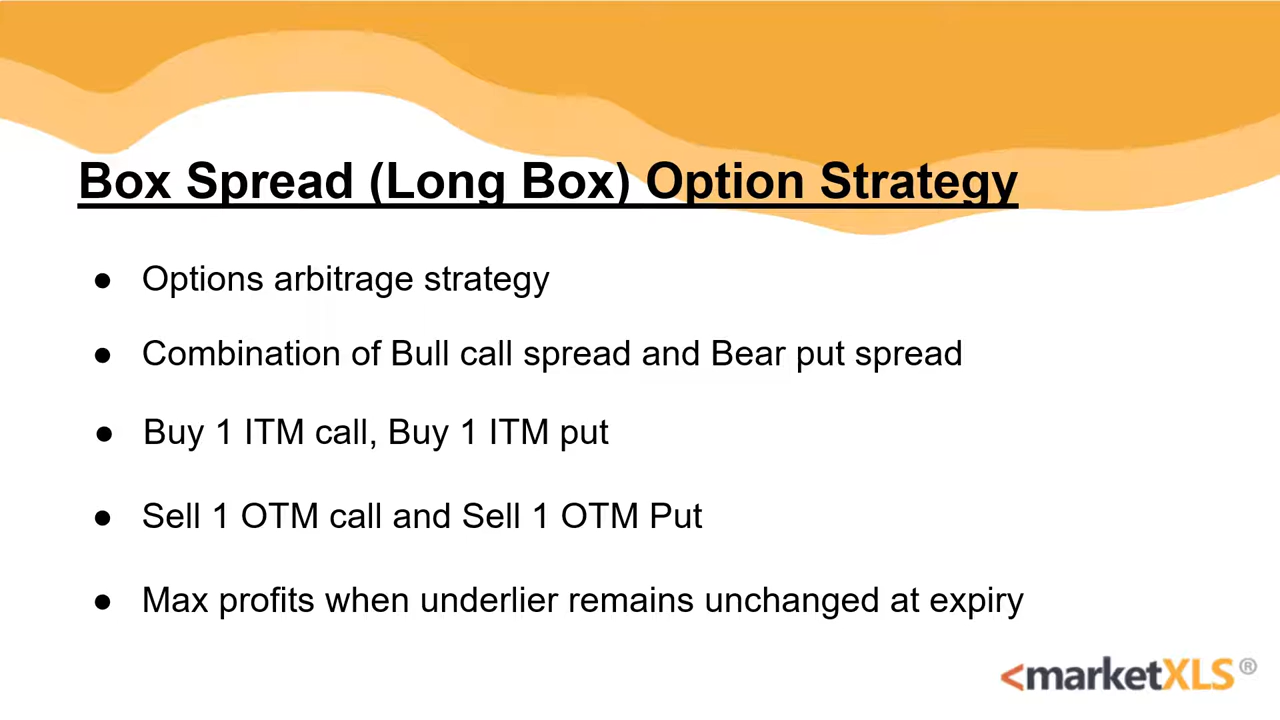 Box Spread (Long Box) Option Strategy
● Options arbitrage strategy
● Combination of Bull call spread and Bear put spread
● Buy 1 ITM call, Buy 1 ITM put
● Sell 1 OTM call and Sell 1 OTM Put
● Max profits when underlier remains unchanged at expiry
<marketXLS®